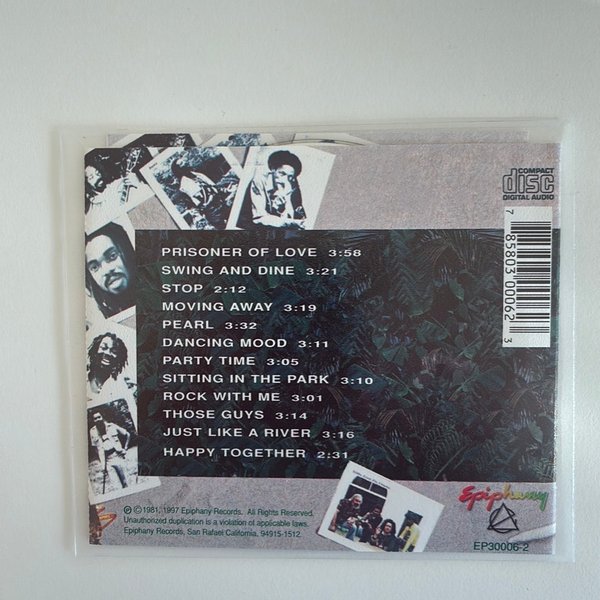 COMPACT
disc
DIGITAL AUDIO
PRISONER OF LOVE 3:58
SWING AND DINE 3:21
STOP 2:12
MOVING AWAY 3:19
PEARL 3:32
DANCING MOOD 3:11
PARTY TIME 3:05
SITTING IN THE PARK 3:10
ROCK WITH ME 3:01
THOSE GUYS 3:14
JUST LIKE A RIVER 3:16
HAPPY TOGETHER 2:31
7 85803 00062 3
Epiphany
℗ ©1981, 1997 Epiphany Records. All Rights Reserved.
Unauthorized duplication is a violation of applicable laws.
Epiphany Records, San Rafael California, 94915-1512
EP30006-2